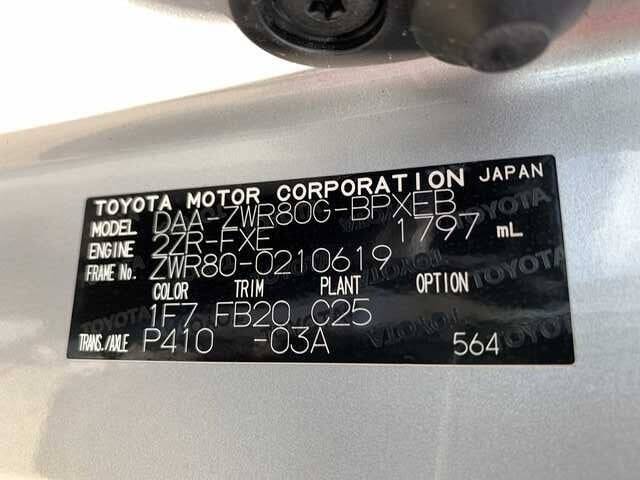 TOYOTA MOTOR CORPORATION JAPAN
MODEL DAA-ZWR80G-BPXEB
ENGINE 2ZR-FXE 1797 mL
FRAME No. ZWR80-0210619
COLOR TRIM PLANT OPTION
1F7 FB20 C25
TRANS./AXLE P410 -03A 564